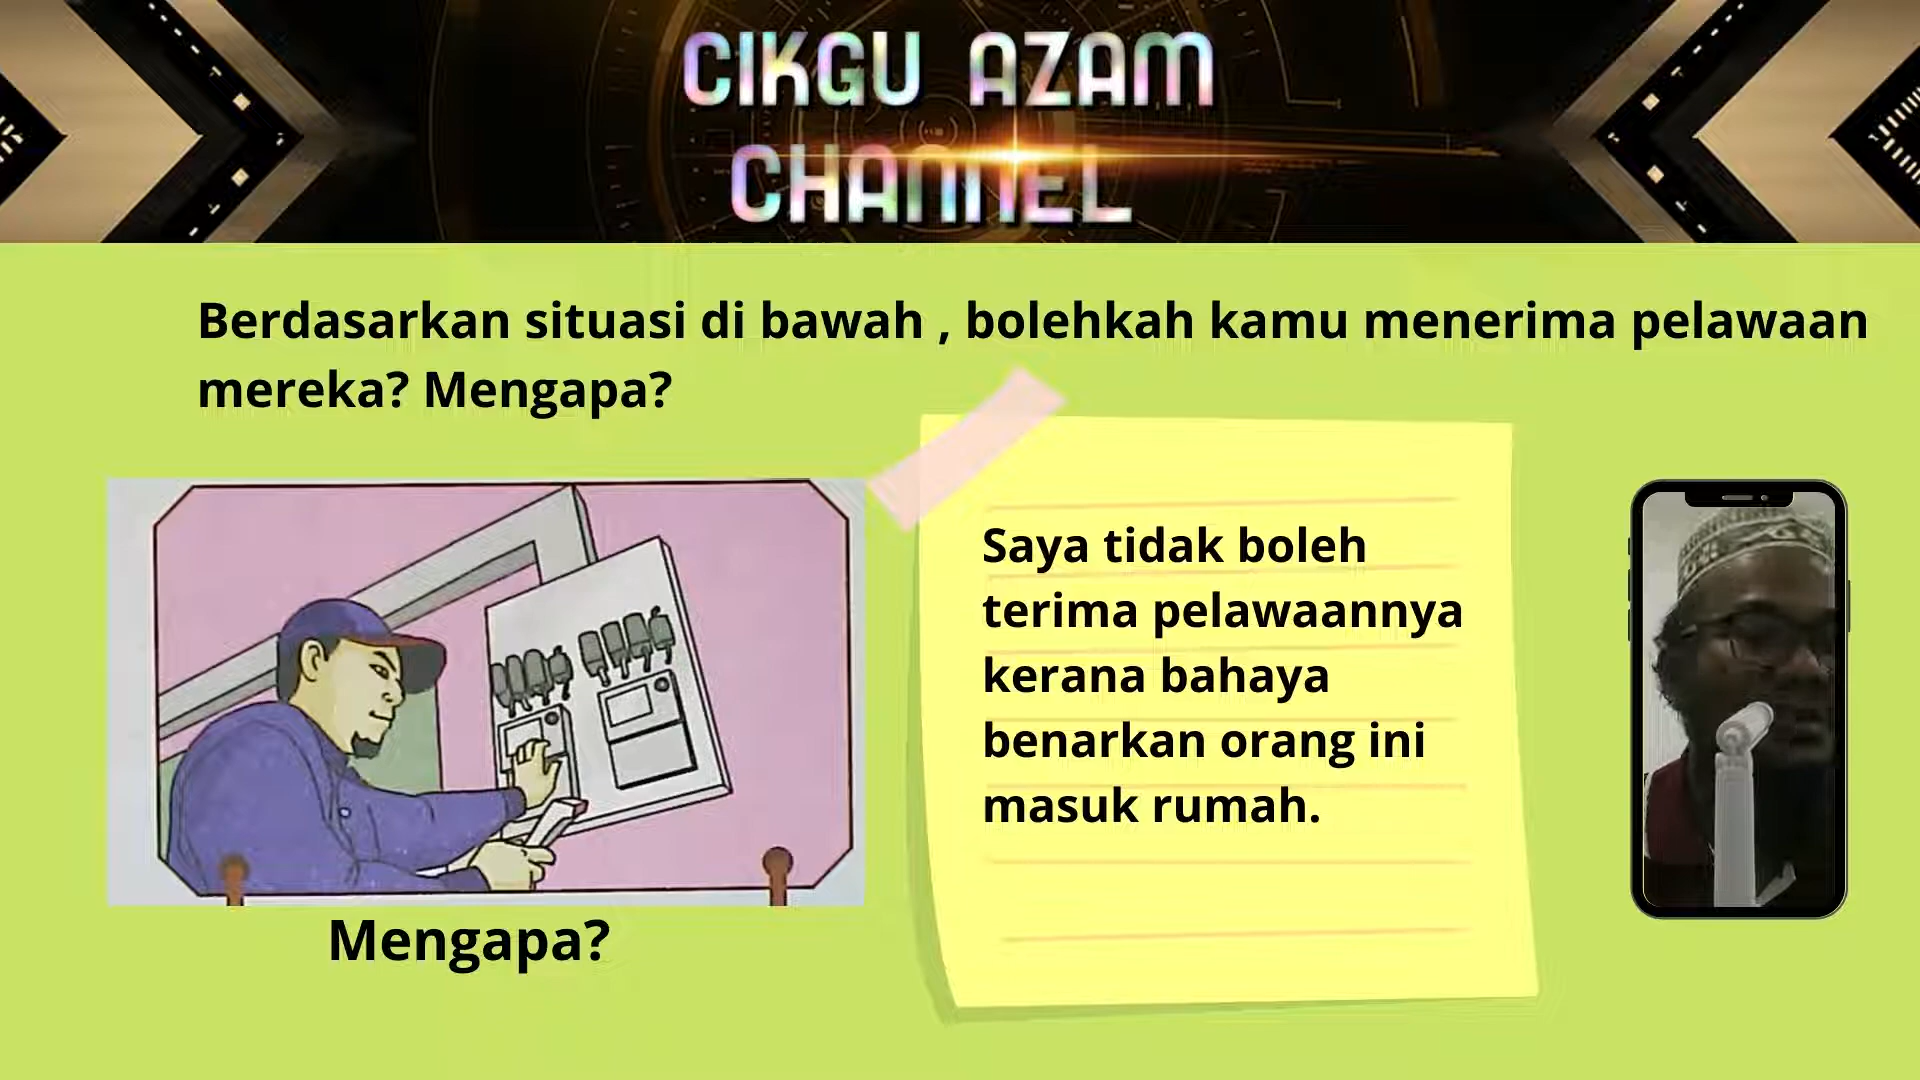 CIKGU AZAM
CHANNEL
Berdasarkan situasi di bawah , bolehkah kamu menerima pelawaan
mereka? Mengapa?
Saya tidak boleh
terima pelawaannya
kerana bahaya
benarkan orang ini
masuk rumah.
Mengapa?